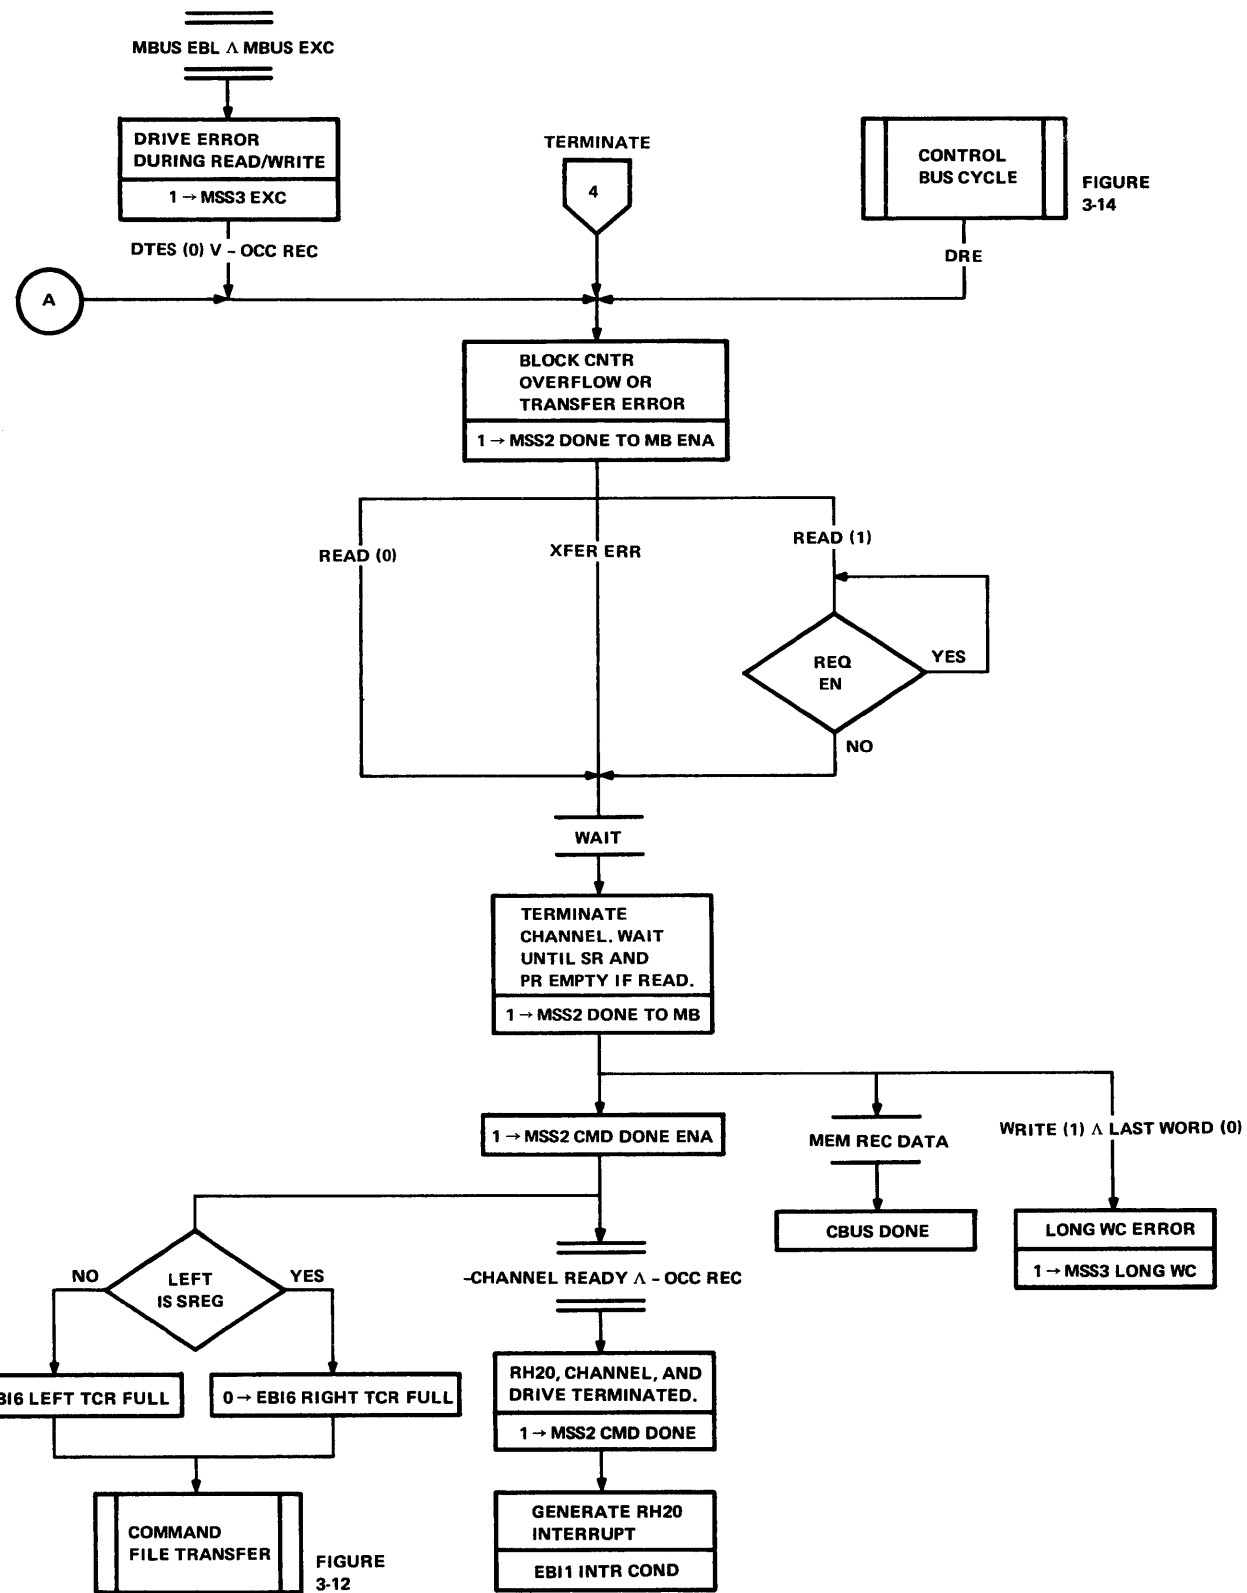 MBUS EBL Λ MBUS EXC
DRIVE ERROR
DURING READ/WRITE
1 → MSS3 EXC
DTES (0) V – OCC REC
TERMINATE
4
CONTROL
BUS CYCLE
FIGURE
3-14
DRE
A
BLOCK CNTR
OVERFLOW OR
TRANSFER ERROR
1 → MSS2 DONE TO MB ENA
READ (0)
XFER ERR
READ (1)
REQ
EN
YES
NO
WAIT
TERMINATE
CHANNEL. WAIT
UNTIL SR AND
PR EMPTY IF READ.
1 → MSS2 DONE TO MB
1 → MSS2 CMD DONE ENA
MEM REC DATA
WRITE (1) Λ LAST WORD (0)
CBUS DONE
LONG WC ERROR
1 → MSS3 LONG WC
NO
LEFT
IS SREG
YES
-CHANNEL READY Λ – OCC REC
LEFT TCR FULL
0 → EBI6 RIGHT TCR FULL
RH20, CHANNEL, AND
DRIVE TERMINATED.
1 → MSS2 CMD DONE
COMMAND
FILE TRANSFER
FIGURE
3-12
GENERATE RH20
INTERRUPT
EBI1 INTR COND